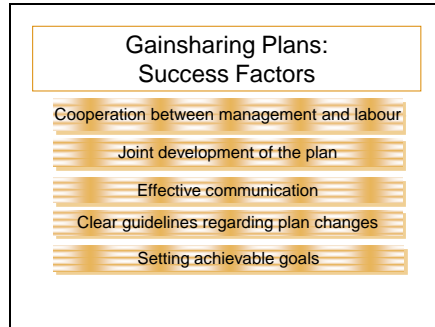 Gainsharing Plans:
Success Factors
Cooperation between management and labour
Joint development of the plan
Effective communication
Clear guidelines regarding plan changes
Setting achievable goals